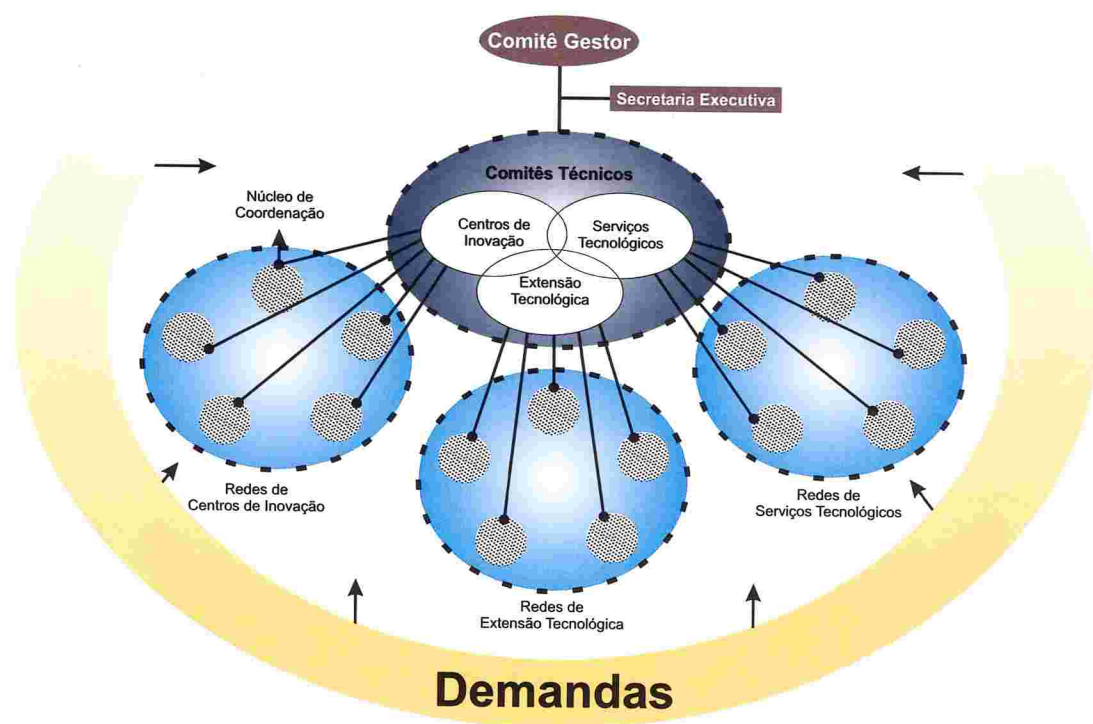 Comitê Gestor
Secretaria Executiva
Comitês Técnicos
Núcleo de
Coordenação
Centros de
Inovação
Serviços
Tecnológicos
Extensão
Tecnológica
Redes de
Centros de Inovação
Redes de
Serviços Tecnológicos
Redes de
Extensão Tecnológica
Demandas